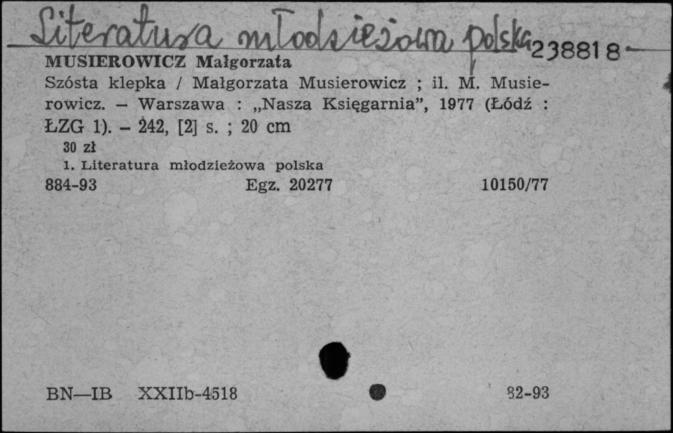 Literatura młodzieżowa polska 238818
MUSIEROWICZ Małgorzata
Szósta klepka / Małgorzata Musierowicz ; il. M. Musie-
rowicz. — Warszawa : „Nasza Księgarnia”, 1977 (Łódź :
ŁZG 1). — 242, [2] s. ; 20 cm
30 zł
1. Literatura młodzieżowa polska
884-93 Egz. 20277 10150/77
BN—IB XXIIb-4518 82-93